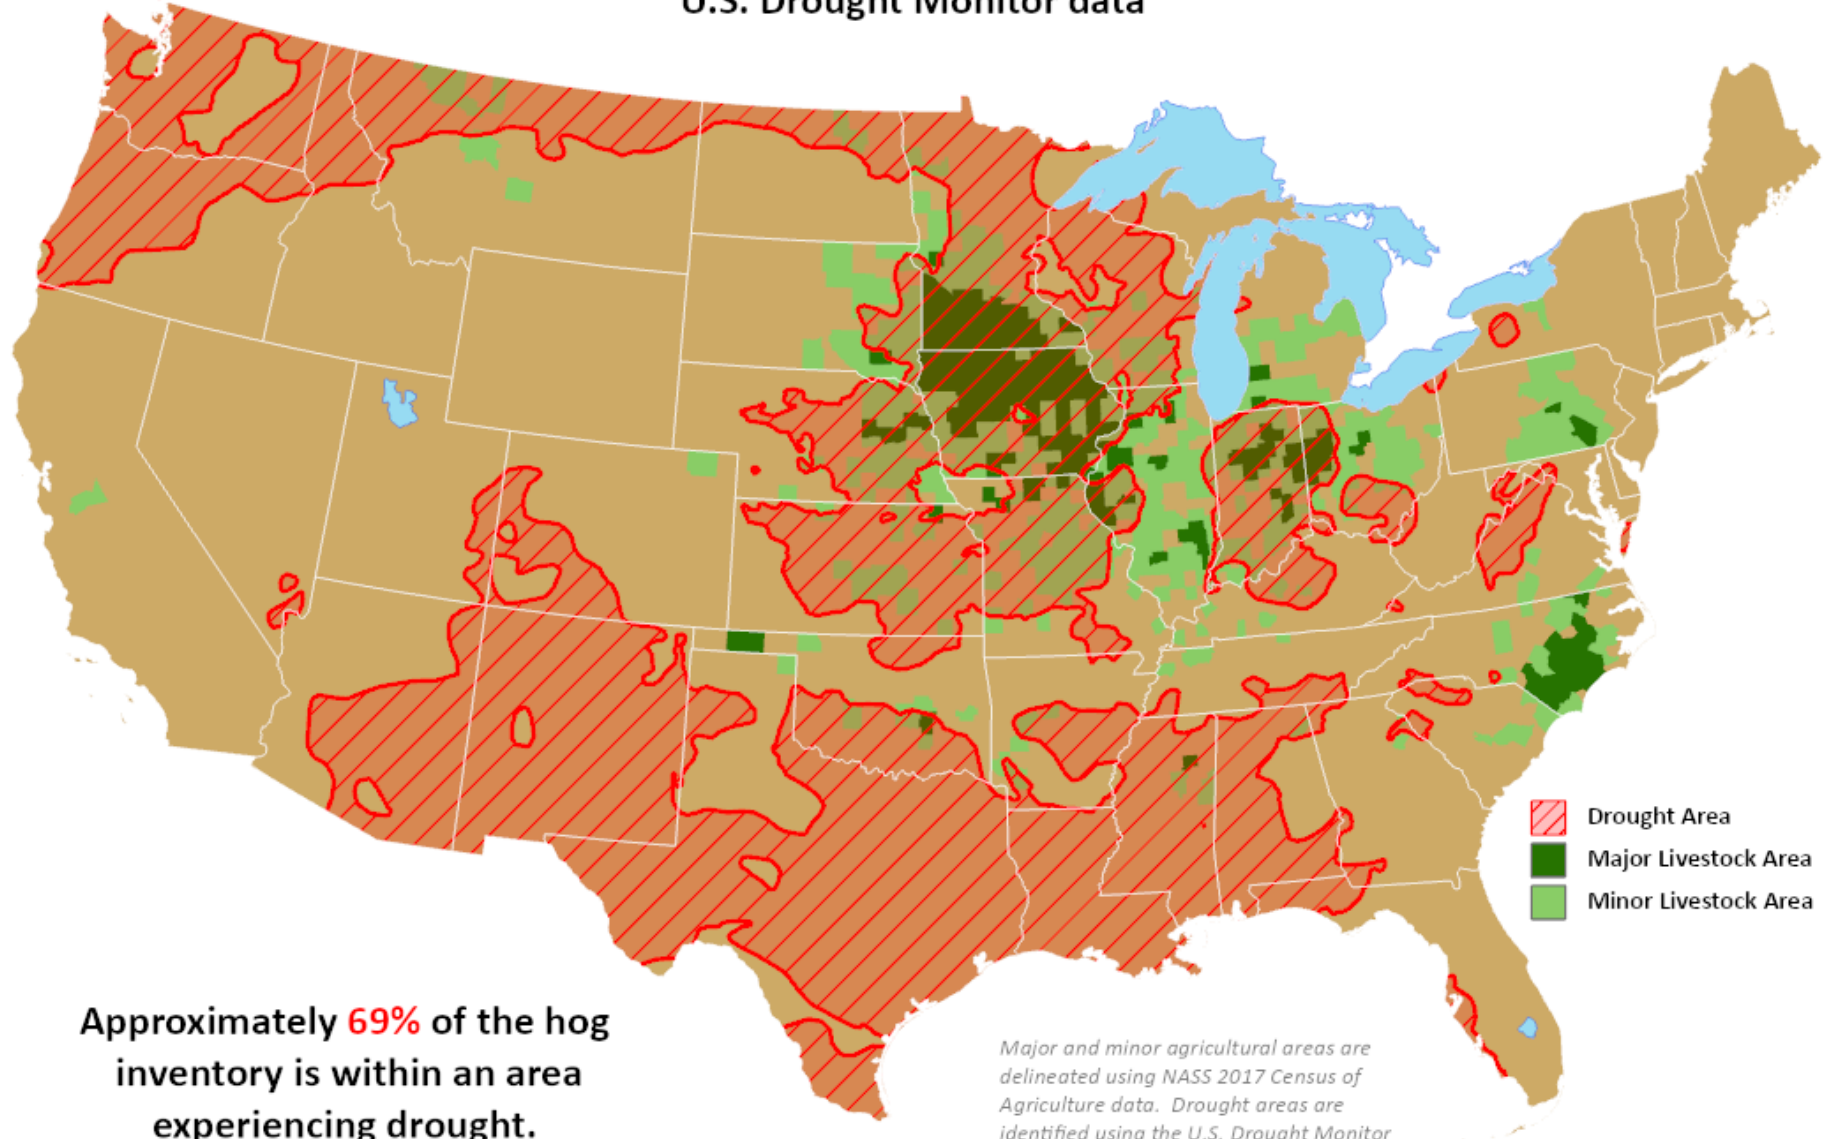 U.S. Drought Monitor data
Drought Area
Major Livestock Area
Minor Livestock Area
Approximately 69% of the hog
inventory is within an area
experiencing drought.
Major and minor agricultural areas are
delineated using NASS 2017 Census of
Agriculture data. Drought areas are
identified using the U.S. Drought Monitor